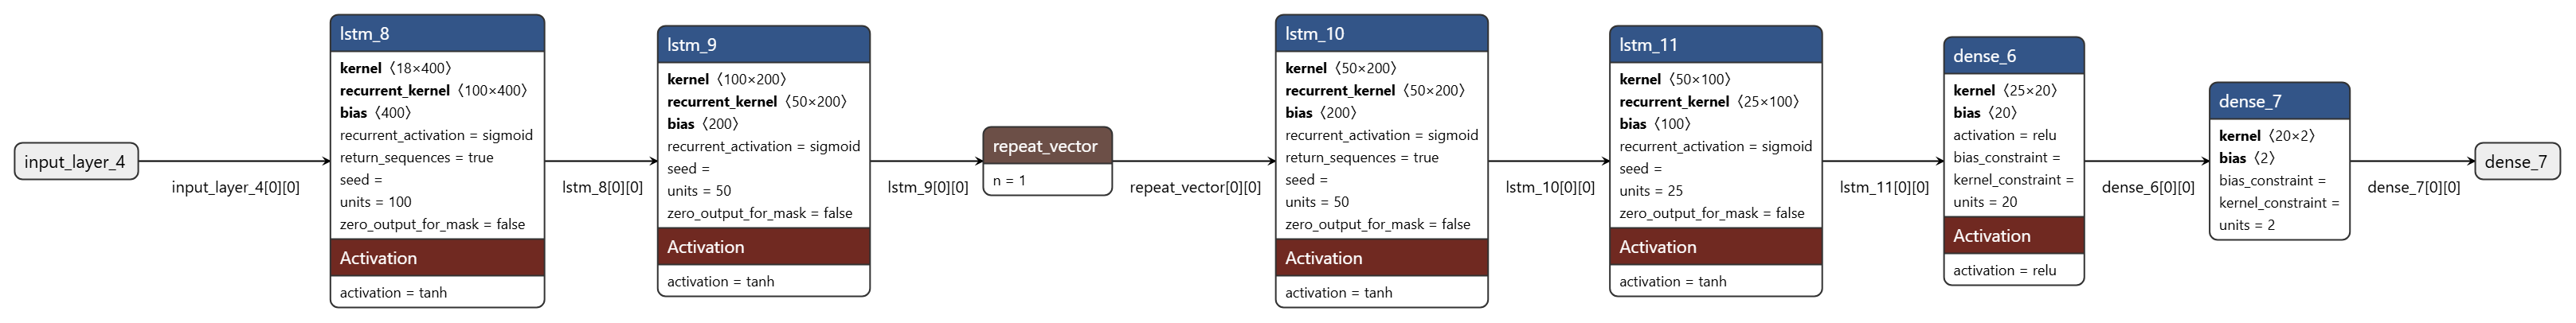 input_layer_4
input_layer_4[0][0]
lstm_8
kernel〈18×400〉
recurrent_kernel〈100×400〉
bias〈400〉
recurrent_activation = sigmoid
return_sequences = true
seed =
units = 100
zero_output_for_mask = false
Activation
activation = tanh
lstm_8[0][0]
lstm_9
kernel〈100×200〉
recurrent_kernel〈50×200〉
bias〈200〉
recurrent_activation = sigmoid
seed =
units = 50
zero_output_for_mask = false
Activation
activation = tanh
lstm_9[0][0]
repeat_vector
n = 1
repeat_vector[0][0]
lstm_10
kernel〈50×200〉
recurrent_kernel〈50×200〉
bias〈200〉
recurrent_activation = sigmoid
return_sequences = true
seed =
units = 50
zero_output_for_mask = false
Activation
activation = tanh
lstm_10[0][0]
lstm_11
kernel〈50×100〉
recurrent_kernel〈25×100〉
bias〈100〉
recurrent_activation = sigmoid
seed =
units = 25
zero_output_for_mask = false
Activation
activation = tanh
lstm_11[0][0]
dense_6
kernel〈25×20〉
bias〈20〉
activation = relu
bias_constraint =
kernel_constraint =
units = 20
Activation
activation = relu
dense_6[0][0]
dense_7
kernel〈20×2〉
bias〈2〉
bias_constraint =
kernel_constraint =
units = 2
dense_7[0][0]
dense_7